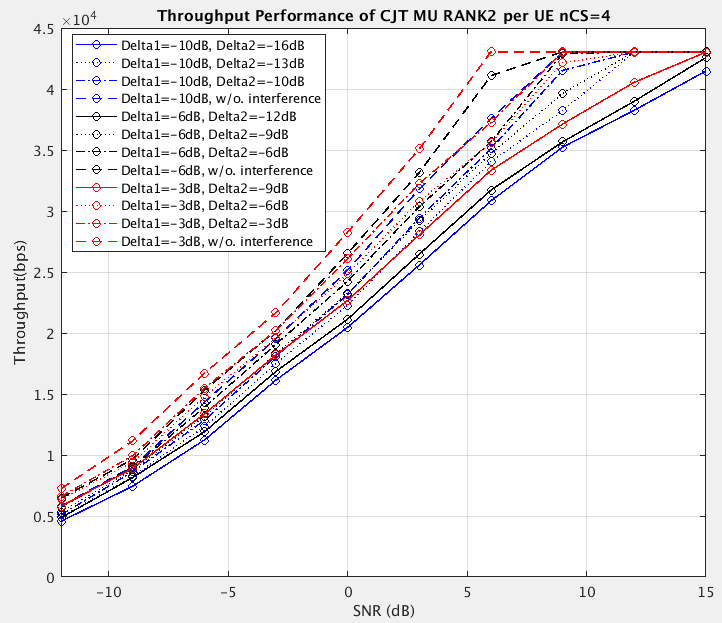 Throughput Performance of CJT MU RANK2 per UE nCS=4
×10^4
4.5
4
3.5
3
2.5
2
1.5
1
0.5
0
Throughput(bps)
Delta1=-10dB, Delta2=-16dB
Delta1=-10dB, Delta2=-13dB
Delta1=-10dB, Delta2=-10dB
Delta1=-10dB, w/o. interference
Delta1=-6dB, Delta2=-12dB
Delta1=-6dB, Delta2=-9dB
Delta1=-6dB, Delta2=-6dB
Delta1=-6dB, w/o. interference
Delta1=-3dB, Delta2=-9dB
Delta1=-3dB, Delta2=-6dB
Delta1=-3dB, Delta2=-3dB
Delta1=-3dB, w/o. interference
-10 -5 0 5 10 15
SNR (dB)